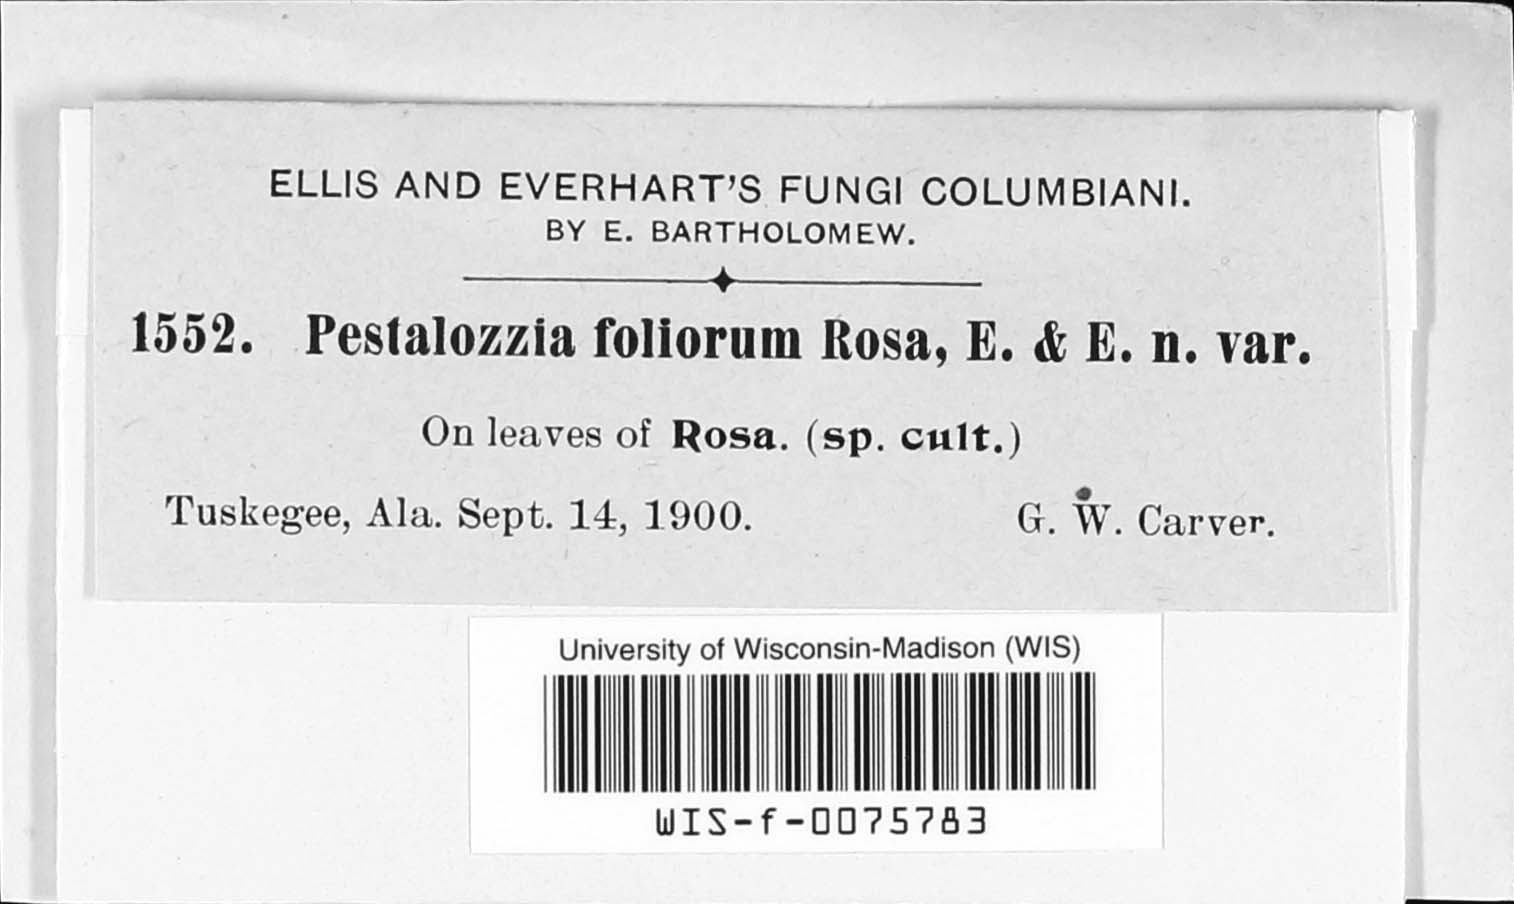 ELLIS AND EVERHART'S FUNGI COLUMBIANI.
BY E. BARTHOLOMEW.
1552. Pestalozzia foliorum Rosa, E. & E. n. var.
On leaves of Rosa. (sp. cult.)
Tuskegee, Ala. Sept. 14, 1900. G. W. Carver.
University of Wisconsin-Madison (WIS)
WIS-f-0075783